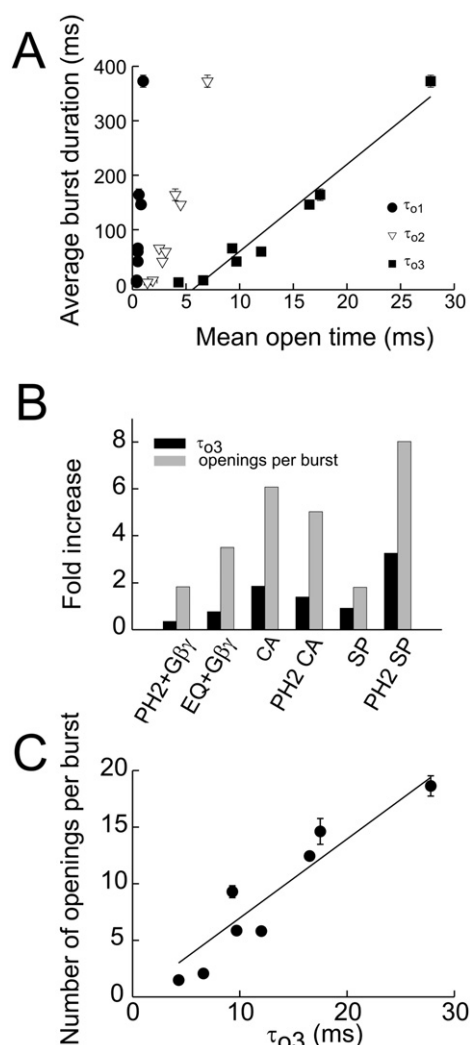 A
Average burst duration (ms)
400
300
200
100
0
0 5 10 15 20 25 30
τo1
τo2
τo3
Mean open time (ms)
B
Fold increase
8
6
4
2
0
τo3
openings per burst
PH2+Gβγ
EQ+Gβγ
CA
PH2 CA
SP
PH2 SP
C
Number of openings per burst
20
15
10
5
0
0 10 20 30
τo3 (ms)